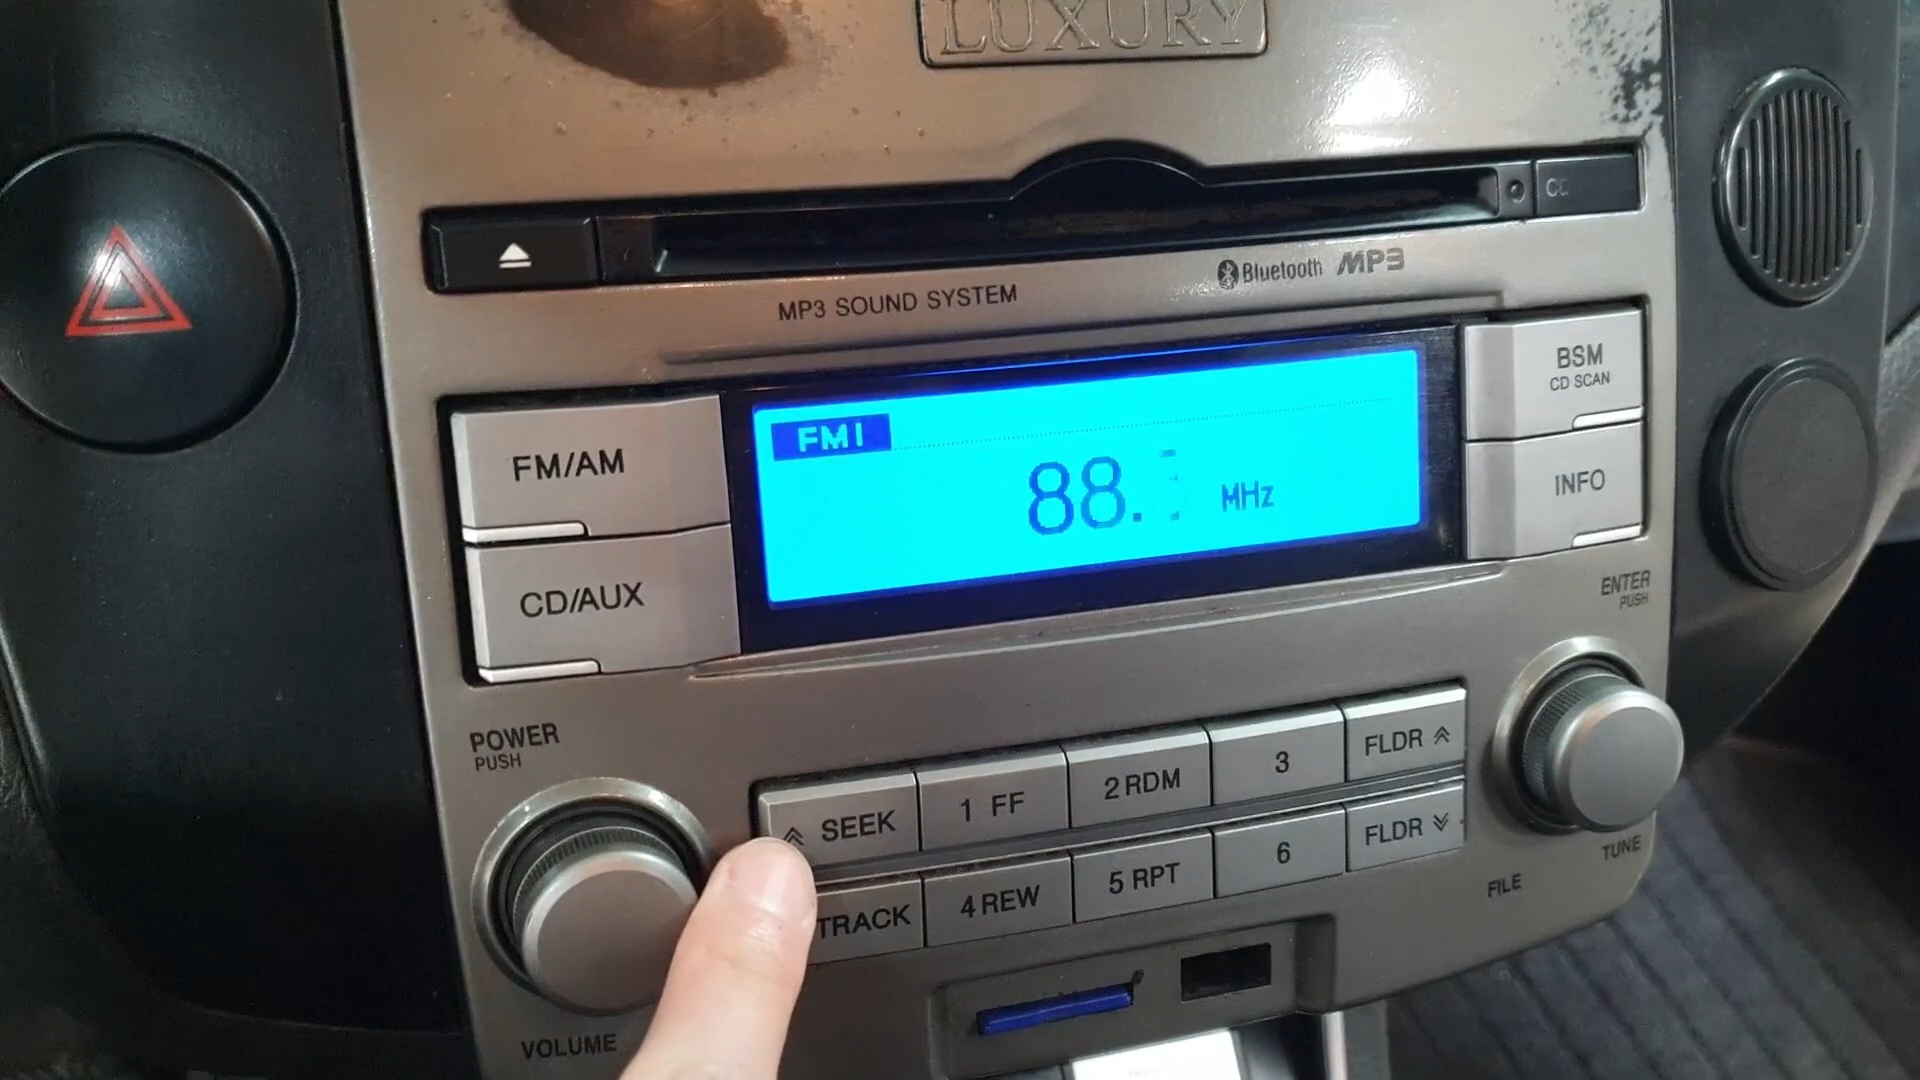 LUXURY
Bluetooth MP3
MP3 SOUND SYSTEM
FM/AM
FM1
88.
MHz
BSM
CD SCAN
INFO
CD/AUX
ENTER
PUSH
POWER
PUSH
SEEK
1 FF
2 RDM
3
FLDR
TRACK
4 REW
5 RPT
6
FLDR
TUNE
FILE
VOLUME